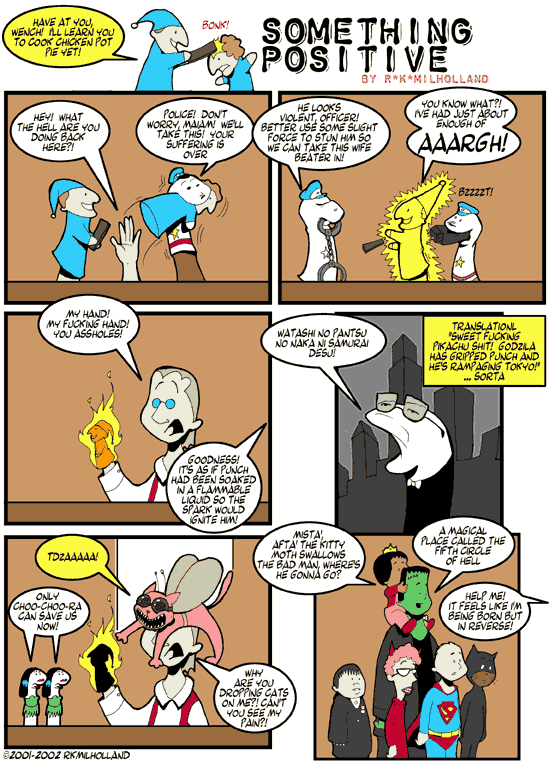 HAVE AT YOU,
WENCH! I'LL LEARN YOU
TO COOK CHICKEN POT
PIE YET!
BONK!
SOMETHING
POSITIVE
BY R*K*MILHOLLAND
HEY! WHAT
THE HELL ARE YOU
DOING BACK
HERE?!
POLICE! DON'T
WORRY, MA'AM! WE'LL
TAKE THIS! YOUR
SUFFERING IS
OVER
HE LOOKS
VIOLENT, OFFICER!
BETTER USE SOME SLIGHT
FORCE TO STUN HIM SO
WE CAN TAKE THIS WIFE
BEATER IN!
YOU KNOW WHAT?!
I'VE HAD JUST ABOUT
ENOUGH OF
AAARGH!
BZZZZT!
MY HAND!
MY FUCKING HAND!
YOU ASSHOLES!
GOODNESS!
IT'S AS IF PUNCH
HAD BEEN SOAKED
IN A FLAMMABLE
LIQUID SO THE
SPARK WOULD
IGNITE HIM!
WATASHI NO PANTSU
NO NAKA NI SAMURAI
DESU!
TRANSLATION:
"SWEET FUCKING
PIKACHU SHIT! GODZILA
HAS GRIPPED PUNCH AND
HE'S RAMPAGING TOKYO!"
... SORTA
TDZAAAAA!
ONLY
CHOO-CHOO-RA
CAN SAVE US
NOW!
WHY
ARE YOU
DROPPING CATS
ON ME?! CAN'T
YOU SEE MY
PAIN?!
MISTA',
AFTA' THE KITTY
MOTH SWALLOWS
THE BAD MAN, WHERE'S
HE GONNA GO?
A MAGICAL
PLACE CALLED THE
FIFTH CIRCLE
OF HELL
HELP ME!
IT FEELS LIKE I'M
BEING BORN BUT
IN REVERSE!
©2001-2002 RKMILHOLLAND